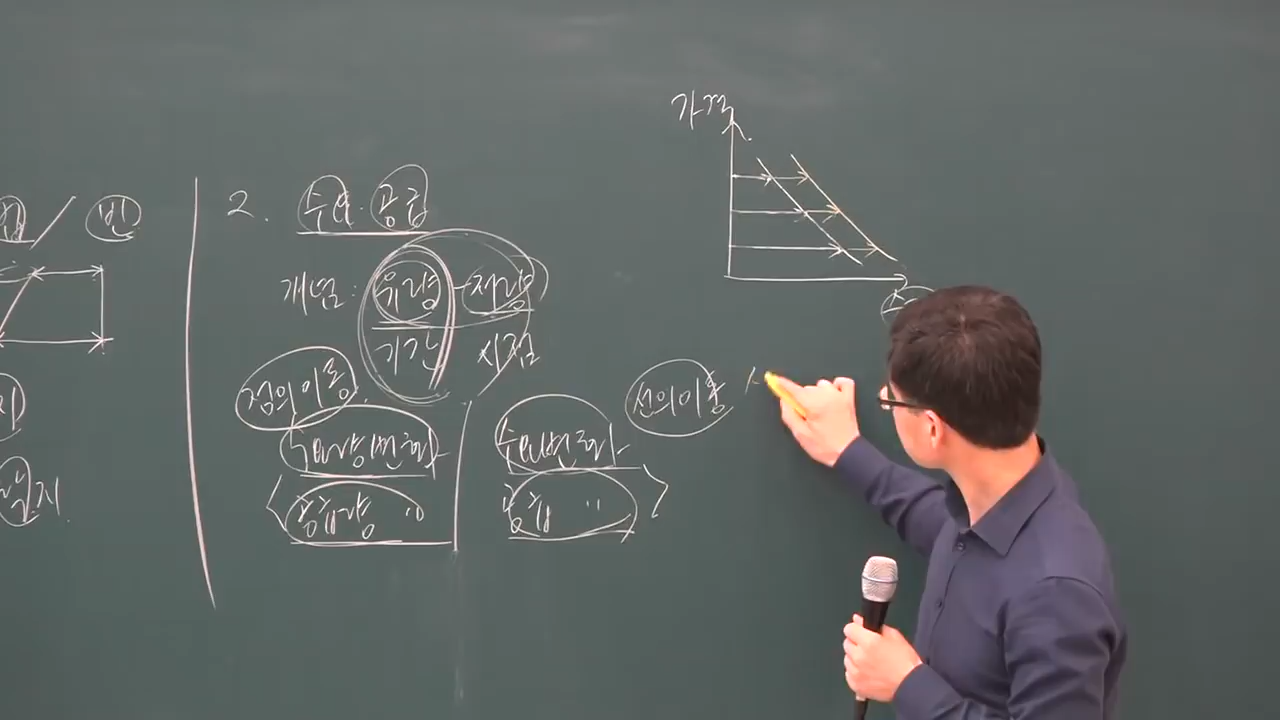 빈
2. 수요·공급
개념: 유량 - 저량
기간 시점
점의이동
수요량변화
공급량 〃
수요변화
공급 〃
선의이동
가격